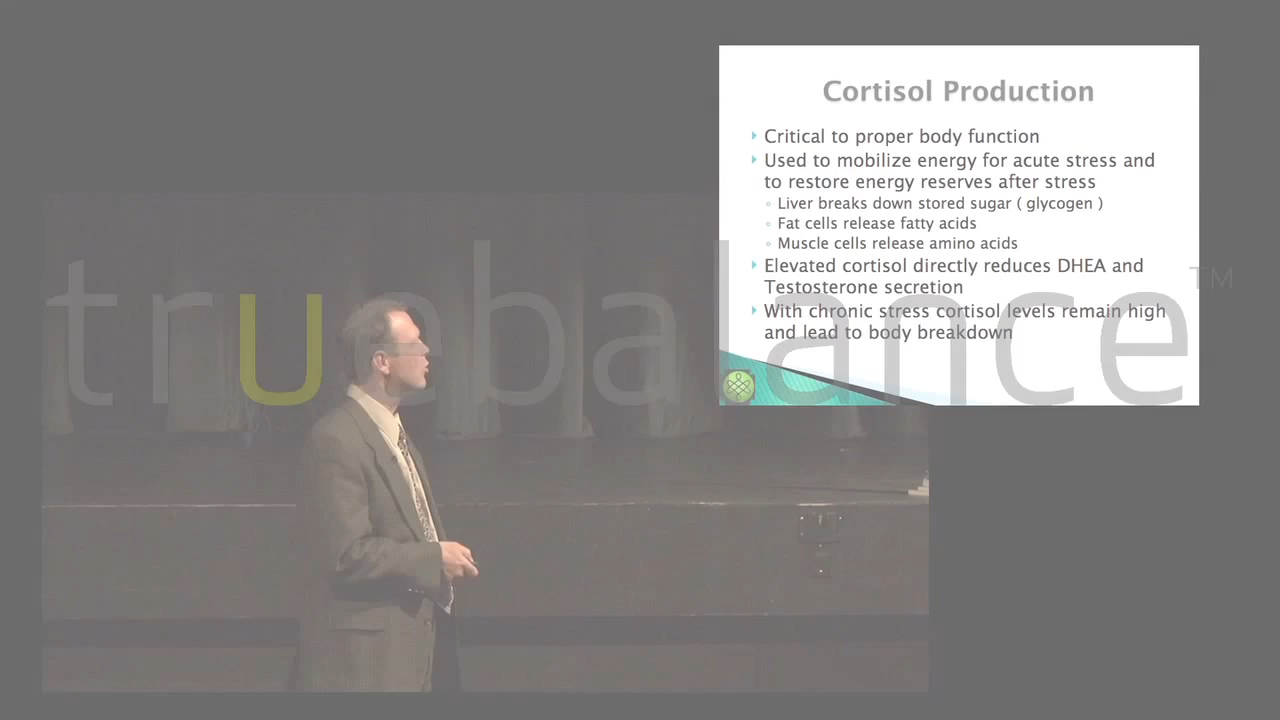 Cortisol Production
Critical to proper body function
Used to mobilize energy for acute stress and
to restore energy reserves after stress
Liver breaks down stored sugar ( glycogen )
Fat cells release fatty acids
Muscle cells release amino acids
Elevated cortisol directly reduces DHEA and
Testosterone secretion
With chronic stress cortisol levels remain high
and lead to body breakdown
truebalance™